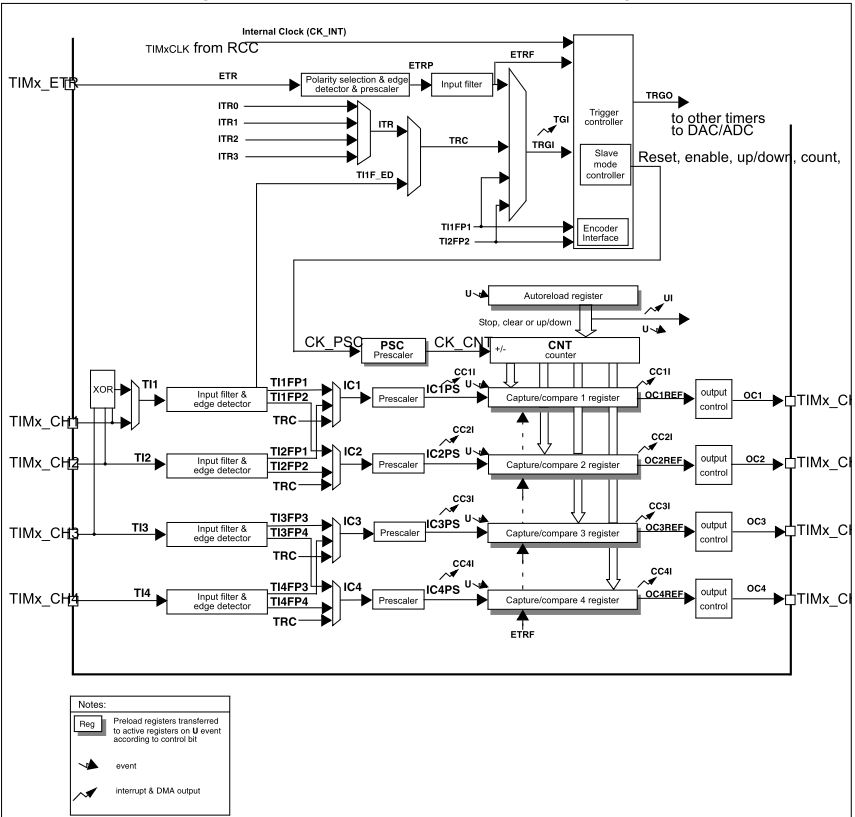 Internal Clock (CK_INT)
TIMxCLK from RCC
ETRF
ETRP
TIMx_ETR
ETR
Polarity selection & edge
detector & prescaler
Input filter
TRGO
to other timers
to DAC/ADC
Trigger
controller
ITR0
ITR1
ITR2
ITR3
ITR
TRC
TGI
TRGI
TI1F_ED
Slave
mode
controller
Reset, enable, up/down, count,
TI1FP1
TI2FP2
Encoder
Interface
U
Autoreload register
UI
Stop, clear or up/down
U
CK_PSC
PSC
Prescaler
CK_CNT
+/-
CNT
counter
XOR
TI1
Input filter &
edge detector
TI1FP1
TI1FP2
TRC
IC1
Prescaler
IC1PS
CC1I
U
Capture/compare 1 register
CC1I
OC1REF
output
control
OC1
TIMx_CH1
TIMx_CH
TIMx_CH2
TI2
Input filter &
edge detector
TI2FP1
TI2FP2
TRC
IC2
Prescaler
IC2PS
CC2I
U
Capture/compare 2 register
CC2I
OC2REF
output
control
OC2
TIMx_CH
TIMx_CH3
TI3
Input filter &
edge detector
TI3FP3
TI3FP4
TRC
IC3
Prescaler
IC3PS
CC3I
U
Capture/compare 3 register
CC3I
OC3REF
output
control
OC3
TIMx_CH
TIMx_CH4
TI4
Input filter &
edge detector
TI4FP3
TI4FP4
TRC
IC4
Prescaler
IC4PS
CC4I
U
Capture/compare 4 register
CC4I
OC4REF
output
control
OC4
TIMx_CH
ETRF
Notes:
Reg
Preload registers transferred
to active registers on U event
according to control bit
event
interrupt & DMA output